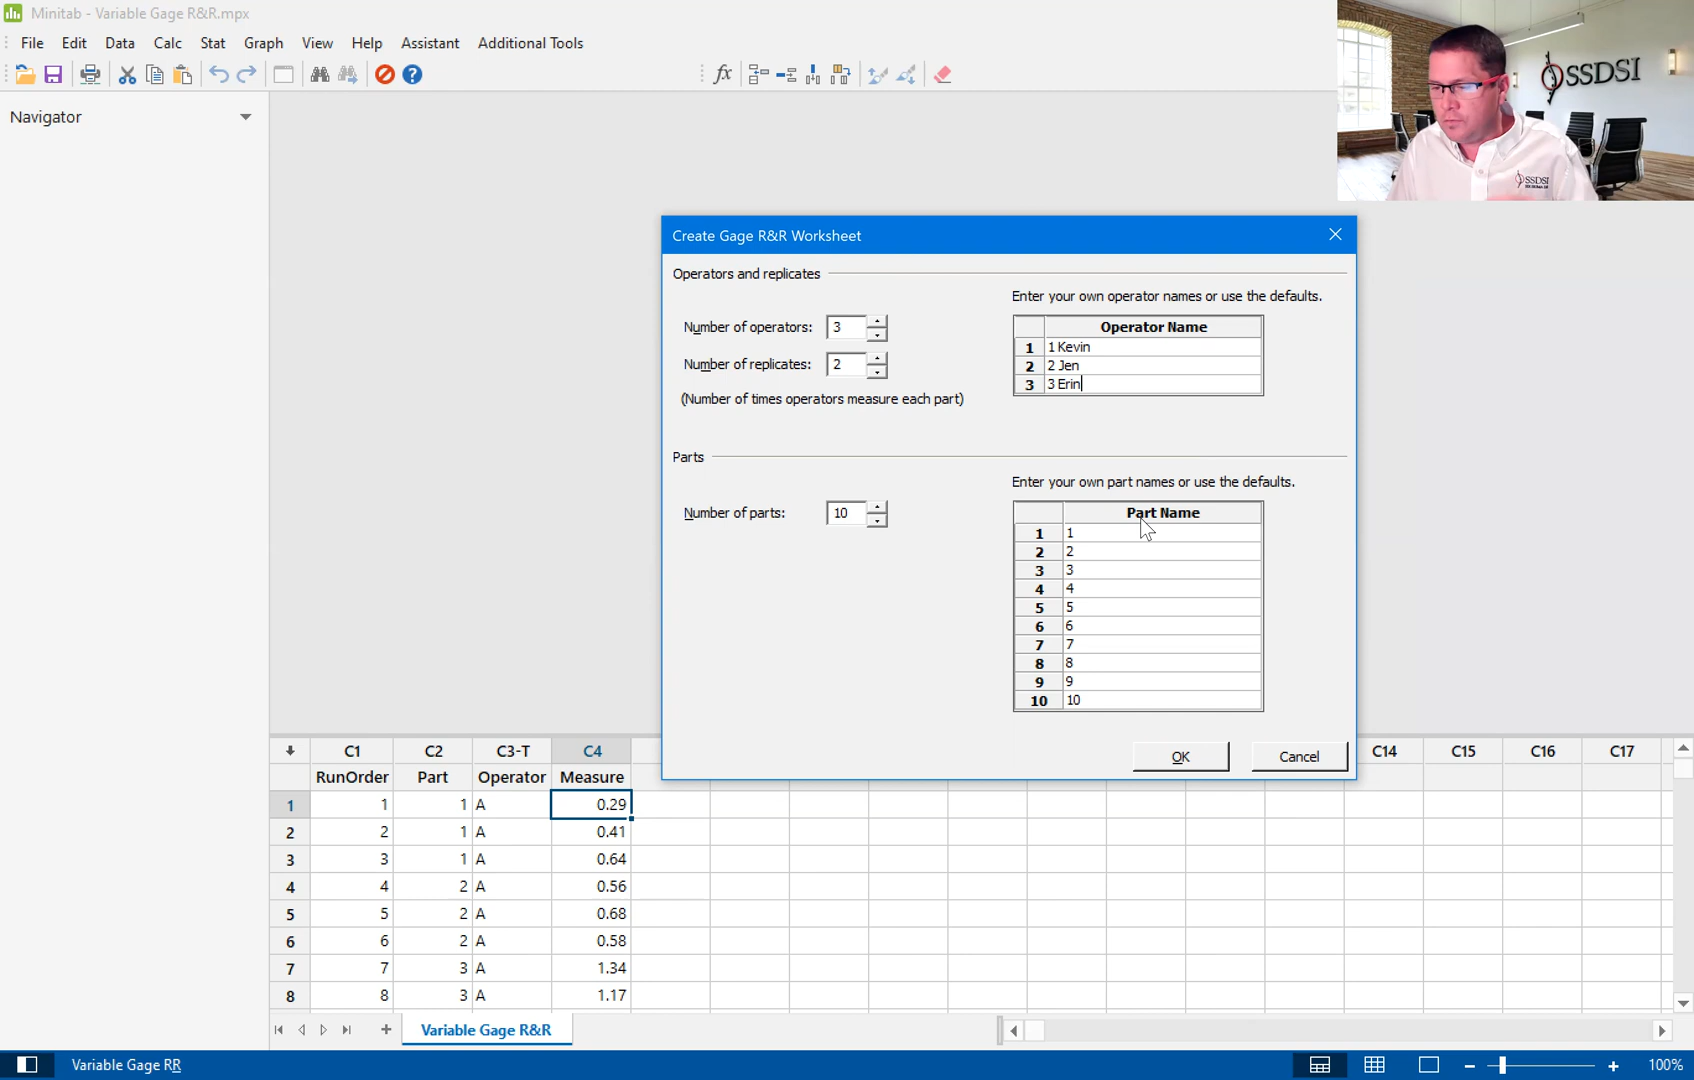 Minitab - Variable Gage R&R.mpx
File Edit Data Calc Stat Graph View Help Assistant Additional Tools
fx
Navigator
SSDSI
SSDSI
Create Gage R&R Worksheet
Operators and replicates
Enter your own operator names or use the defaults.
Number of operators: 3
Number of replicates: 2
(Number of times operators measure each part)
Operator Name
1 1 Kevin
2 2 Jen
3 3 Erin
Parts
Enter your own part names or use the defaults.
Number of parts: 10
Part Name
1 1
2 2
3 3
4 4
5 5
6 6
7 7
8 8
9 9
10 10
OK Cancel
C1 C2 C3-T C4 C14 C15 C16 C17
RunOrder Part Operator Measure
1 1 1 A 0.29
2 2 1 A 0.41
3 3 1 A 0.64
4 4 2 A 0.56
5 5 2 A 0.68
6 6 2 A 0.58
7 7 3 A 1.34
8 8 3 A 1.17
Variable Gage R&R
Variable Gage RR
100%